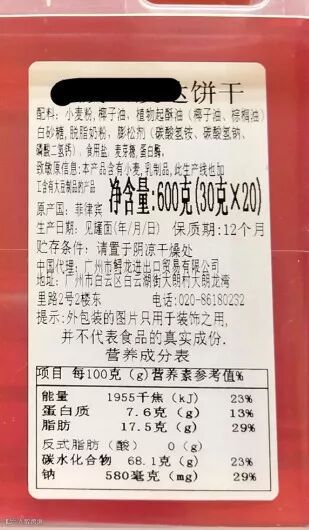 达饼干
配料: 小麦粉, 椰子油, 植物起酥油 (椰子油、棕榈油)
白砂糖, 脱脂奶粉, 膨松剂 (碳酸氢铵、碳酸氢钠、
磷酸二氢钙), 食用盐, 麦芽糖, 蛋白酶.
致敏原信息:本产品含有小麦,乳制品,此生产线也加
工含有大豆制品的产品
净含量:600克(30克×20)
原产国: 菲律宾
生产日期: 见罐面(年/月/日) 保质期:12个月
贮存条件: 请置于阴凉干燥处
中国代理: 广州市鲟龙进出口贸易有限公司
地址: 广州市白云区白云湖街大朗村大朗龙湾
里路2号2楼东 电话: 020-86180232
提示: 外包装的图片只用于装饰之用,
并不代表食品的真实成份.
营养成分表
项目 每100克 (g) 营养素参考值%
能量 1955千焦 (kJ) 23%
蛋白质 7.6克 (g) 13%
脂肪 17.5克 (g) 29%
反式脂肪 (酸) 0 (g)
碳水化合物 68.1克 (g) 23%
钠 580毫克 (mg) 29%